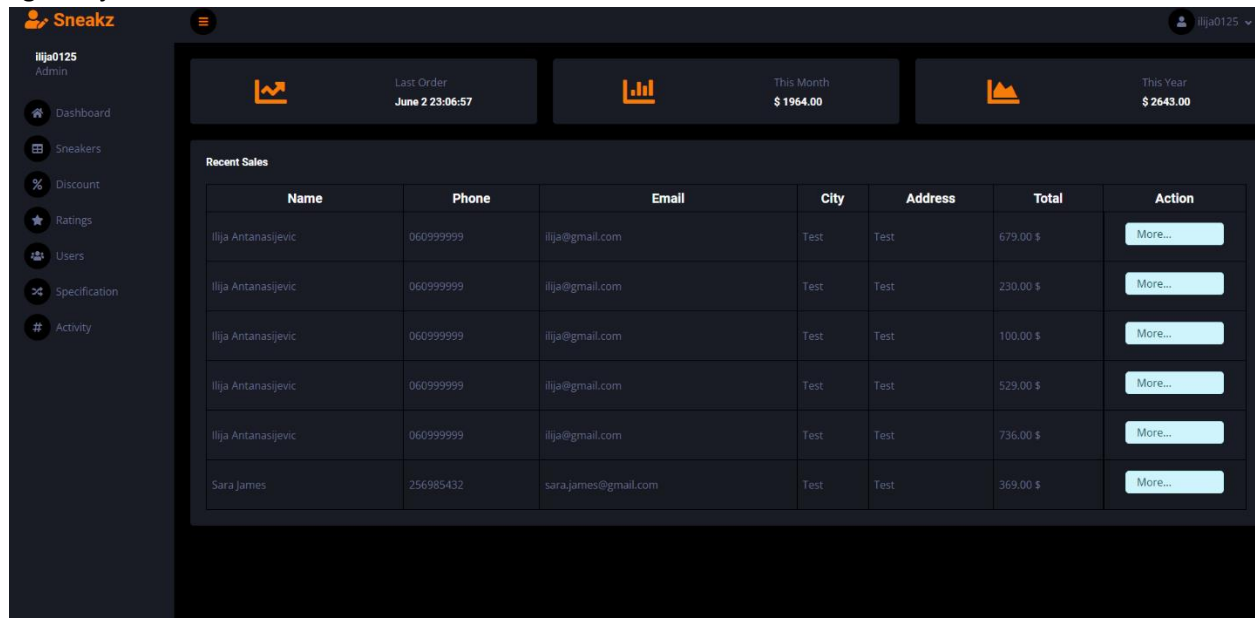 Sneakz
ilija0125
ilija0125
Admin
Dashboard
Sneakers
Discount
Ratings
Users
Specification
Activity
Last Order
June 2 23:06:57
This Month
$ 1964.00
This Year
$ 2643.00
Recent Sales
Name Phone Email City Address Total Action
Ilija Antanasijevic 060999999 ilija@gmail.com Test Test 679.00 $ More...
Ilija Antanasijevic 060999999 ilija@gmail.com Test Test 230.00 $ More...
Ilija Antanasijevic 060999999 ilija@gmail.com Test Test 100.00 $ More...
Ilija Antanasijevic 060999999 ilija@gmail.com Test Test 529.00 $ More...
Ilija Antanasijevic 060999999 ilija@gmail.com Test Test 736.00 $ More...
Sara James 256985432 sara.james@gmail.com Test Test 369.00 $ More...